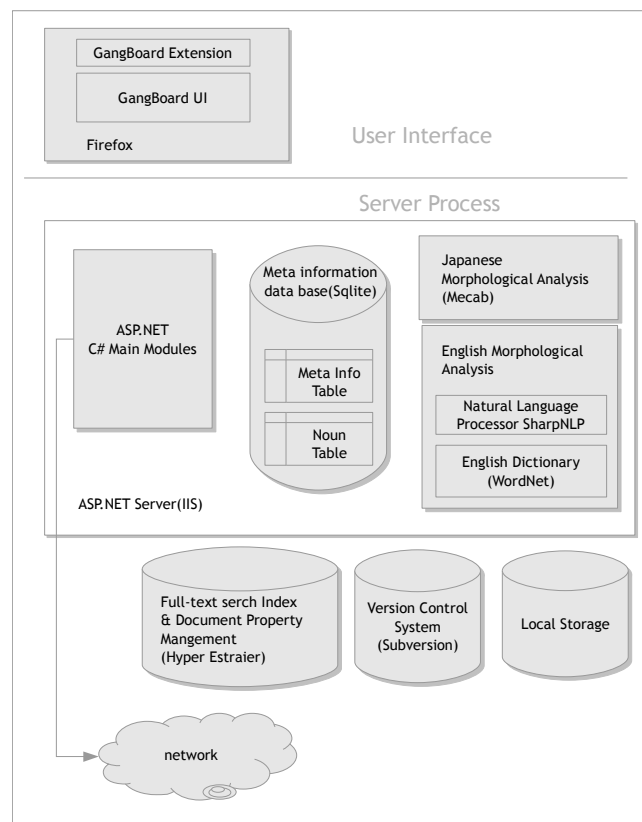 GangBoard Extension
GangBoard UI
Firefox
User Interface
Server Process
ASP.NET
C# Main Modules
Meta information
data base(Sqlite)
Meta Info
Table
Noun
Table
Japanese
Morphological Analysis
(Mecab)
English Morphological
Analysis
Natural Language
Processor SharpNLP
English Dictionary
(WordNet)
ASP.NET Server(IIS)
Full-text serch Index
& Document Property
Mangement
(Hyper Estraier)
Version Control
System
(Subversion)
Local Storage
network